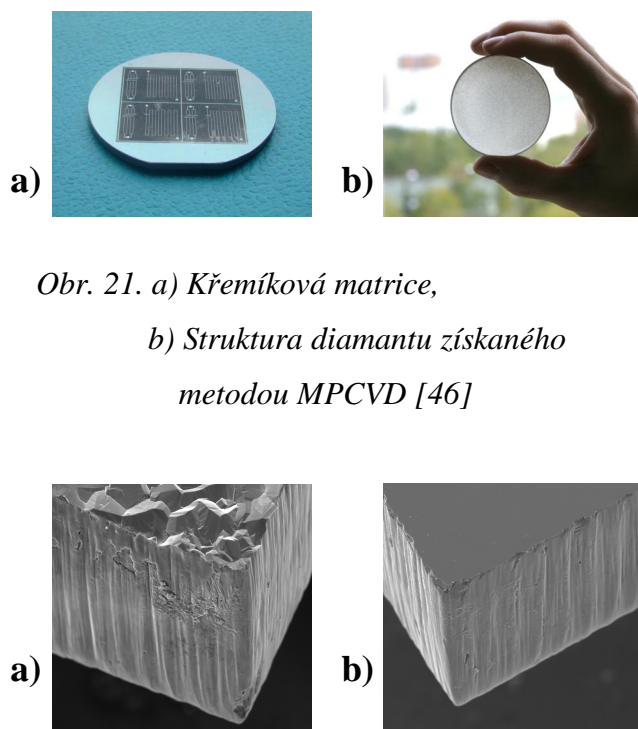 a) b)
Obr. 21. a) Křemíková matrice,
b) Struktura diamantu získaného
metodou MPCVD [46]
a) b)